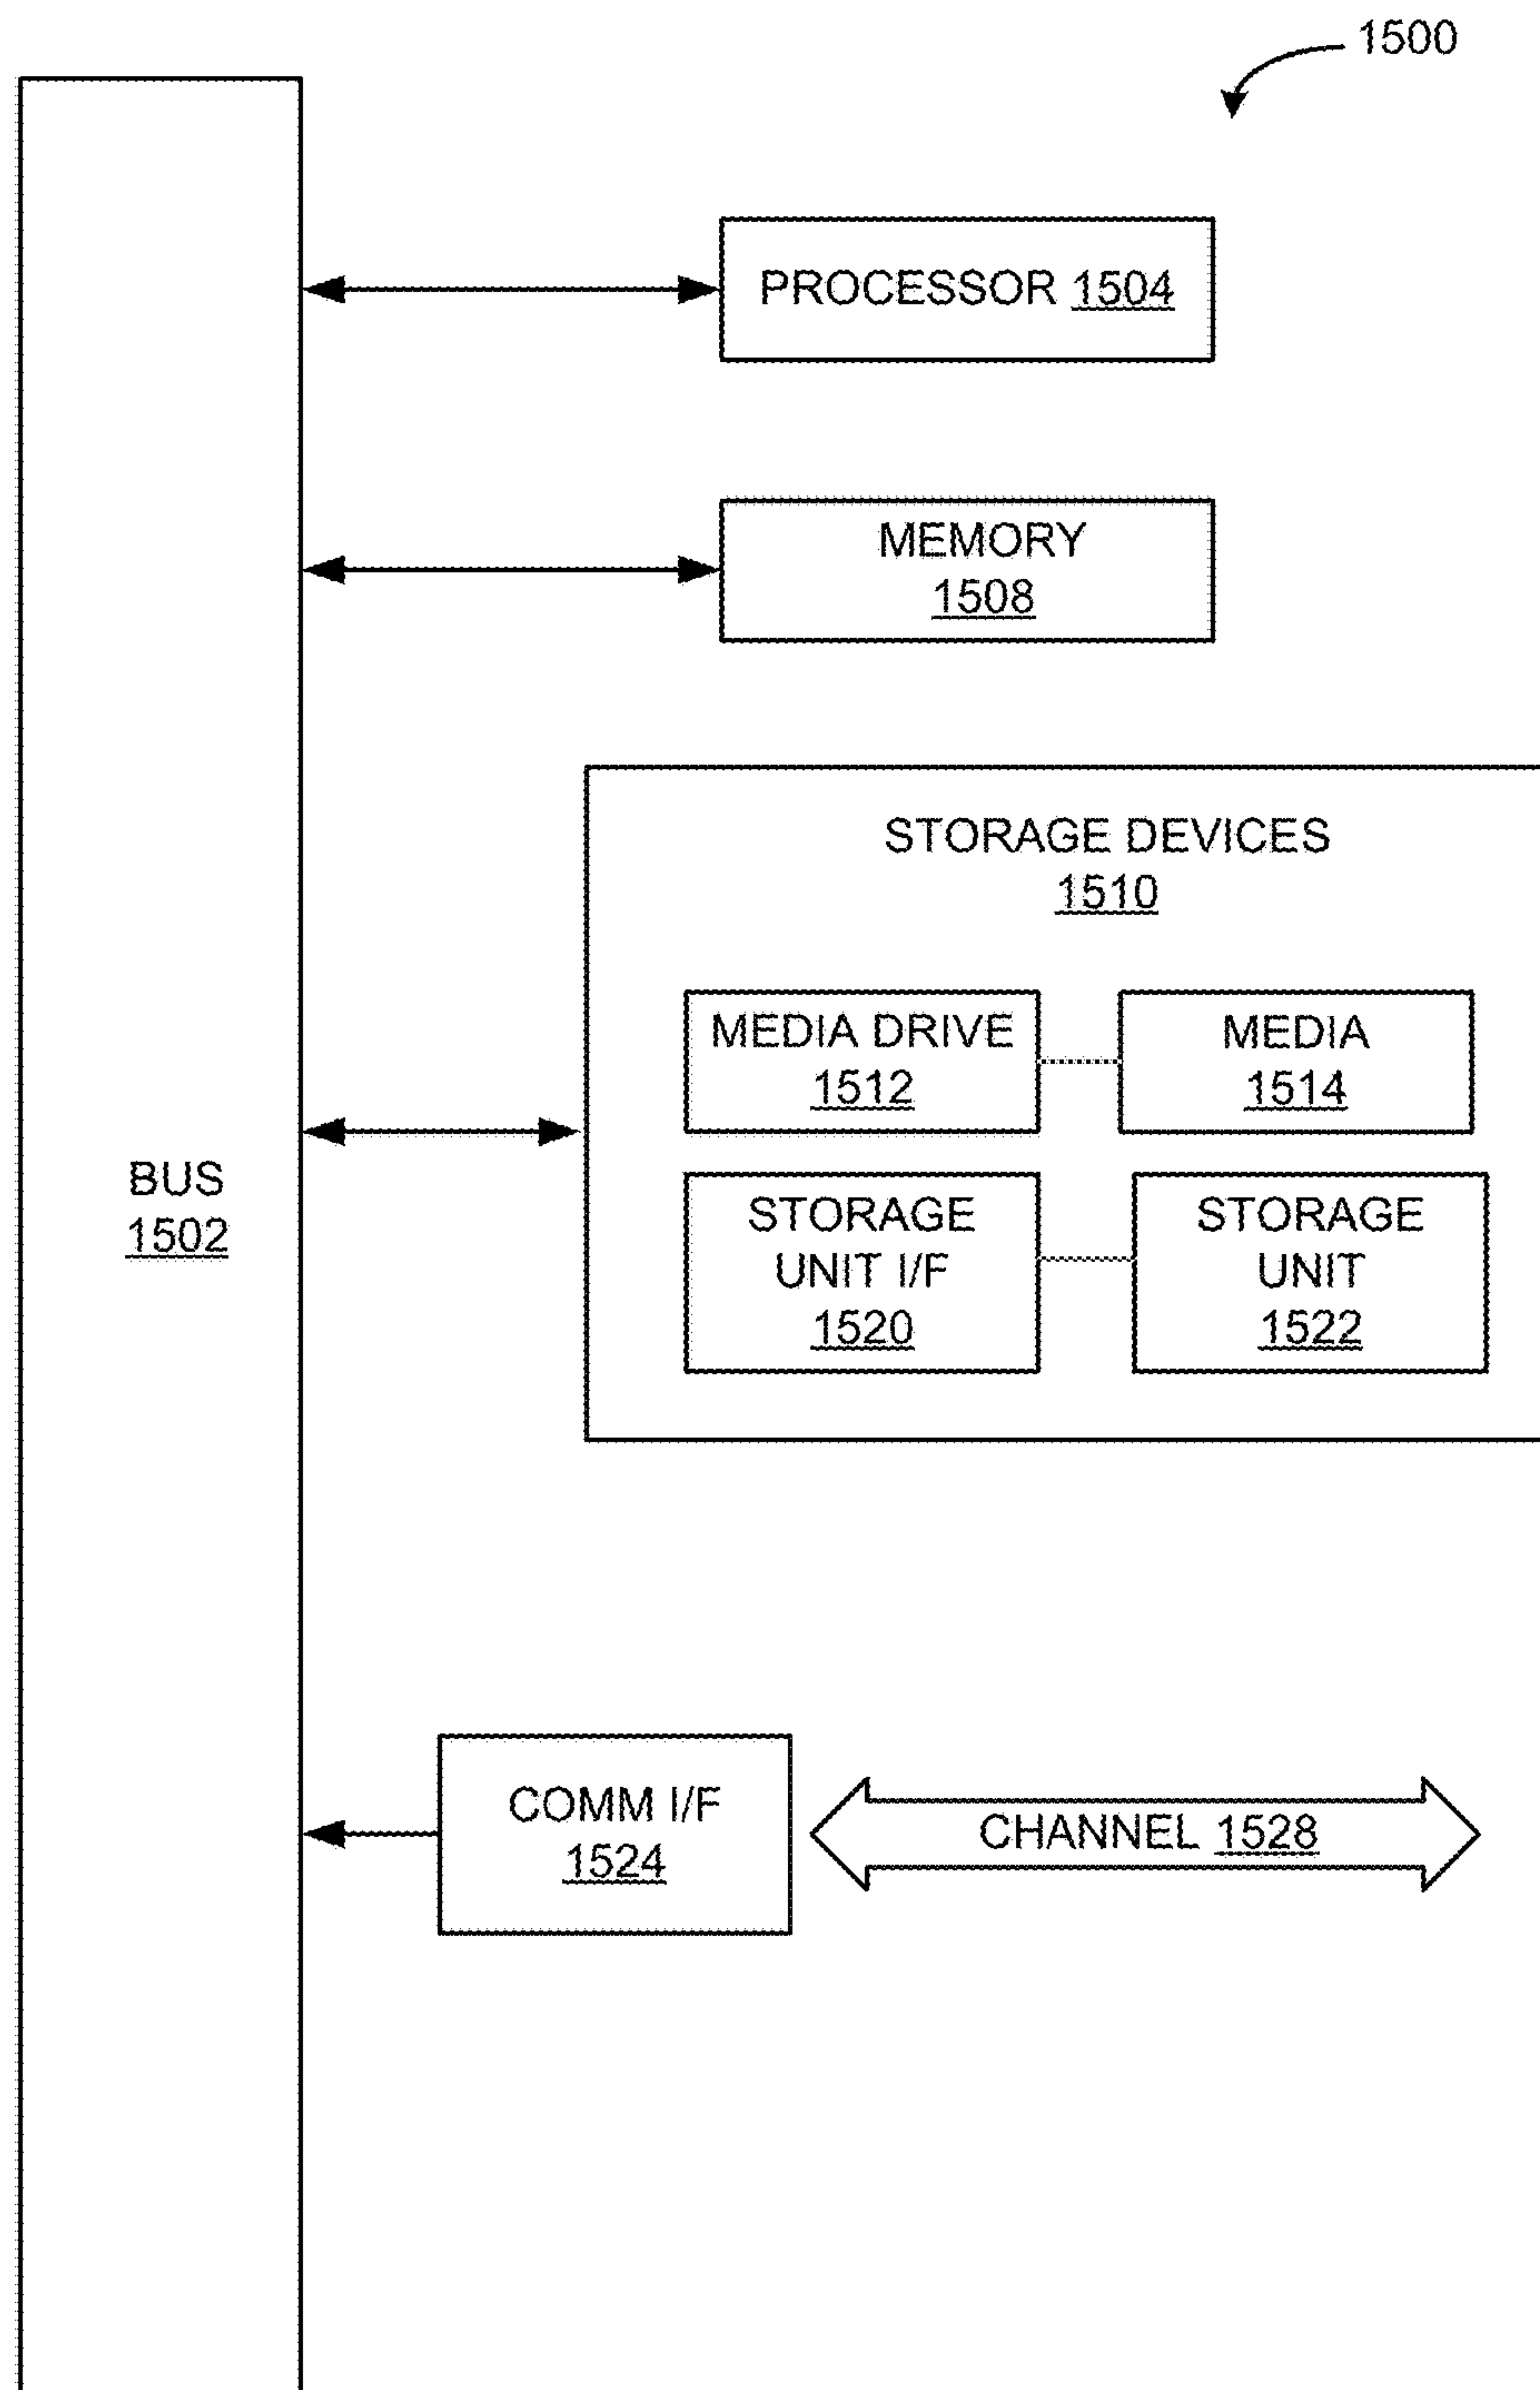 1500
PROCESSOR 1504
MEMORY
1508
STORAGE DEVICES
1510
MEDIA DRIVE
1512
MEDIA
1514
BUS
1502
STORAGE
UNIT I/F
1520
STORAGE
UNIT
1522
COMM I/F
1524
CHANNEL 1528